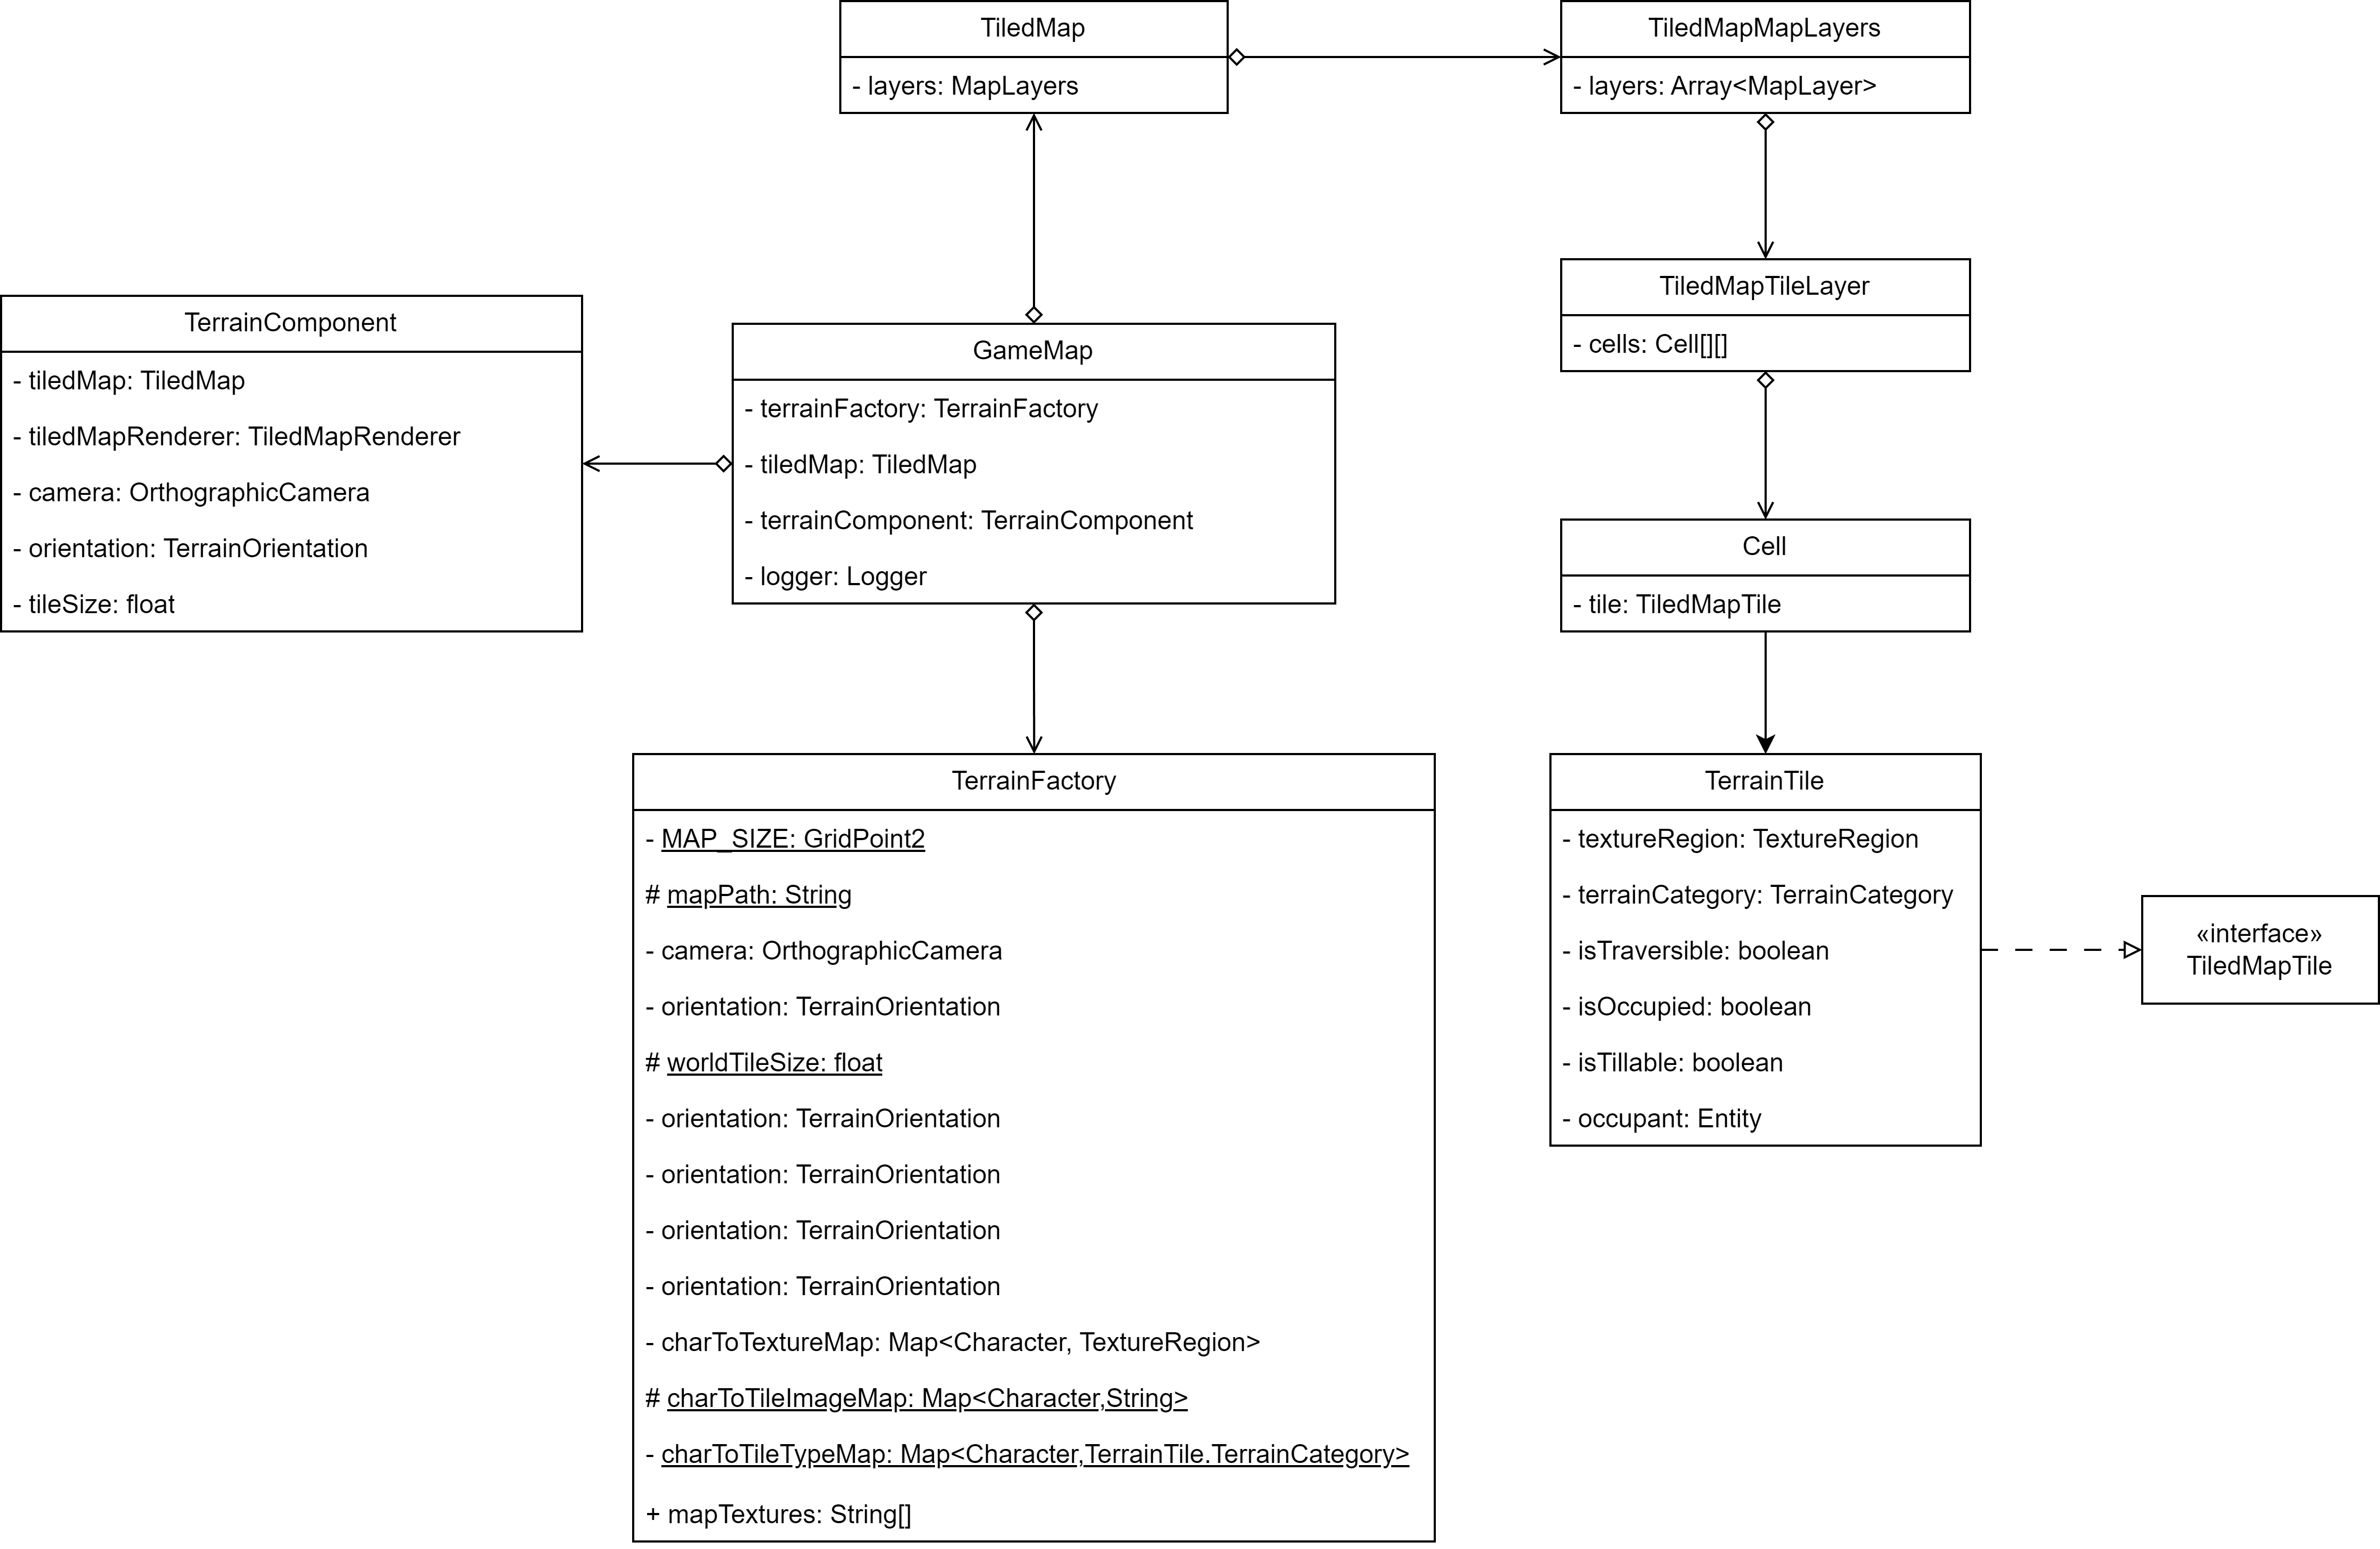 TiledMap
- layers: MapLayers
TiledMapMapLayers
- layers: Array<MapLayer>
TerrainComponent
- tiledMap: TiledMap
- tiledMapRenderer: TiledMapRenderer
- camera: OrthographicCamera
- orientation: TerrainOrientation
- tileSize: float
GameMap
- terrainFactory: TerrainFactory
- tiledMap: TiledMap
- terrainComponent: TerrainComponent
- logger: Logger
TiledMapTileLayer
- cells: Cell[][]
Cell
- tile: TiledMapTile
TerrainFactory
- MAP_SIZE: GridPoint2
# mapPath: String
- camera: OrthographicCamera
- orientation: TerrainOrientation
# worldTileSize: float
- orientation: TerrainOrientation
- orientation: TerrainOrientation
- orientation: TerrainOrientation
- orientation: TerrainOrientation
- charToTextureMap: Map<Character, TextureRegion>
# charToTileImageMap: Map<Character,String>
- charToTileTypeMap: Map<Character,TerrainTile.TerrainCategory>
+ mapTextures: String[]
TerrainTile
- textureRegion: TextureRegion
- terrainCategory: TerrainCategory
- isTraversible: boolean
- isOccupied: boolean
- isTillable: boolean
- occupant: Entity
«interface»
TiledMapTile